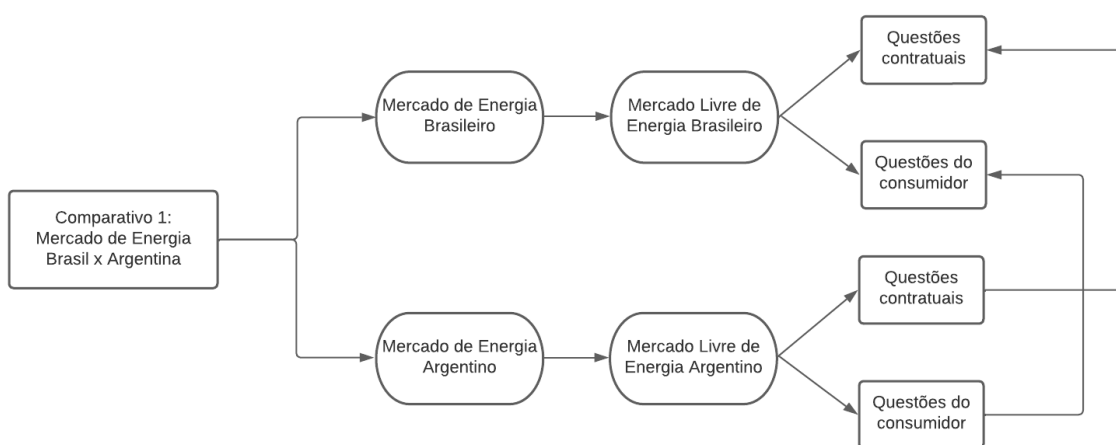 Comparativo 1:
Mercado de Energia
Brasil x Argentina
Mercado de Energia
Brasileiro
Mercado Livre de
Energia Brasileiro
Questões
contratuais
Questões do
consumidor
Mercado de Energia
Argentino
Mercado Livre de
Energia Argentino
Questões
contratuais
Questões do
consumidor